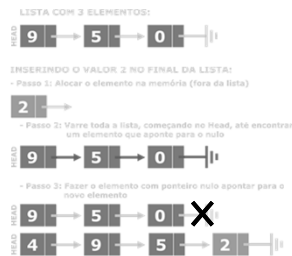 LISTA COM 3 ELEMENTOS:
HEAD 9 5 0
INSERINDO O VALOR 2 NO FINAL DA LISTA:
- Passo 1: Alocar o elemento na memória (fora da lista)
2
- Passo 2: Varre toda a lista, começando no Head, até encontrar
um elemento que aponte para o nulo
HEAD 9 5 0
- Passo 3: Fazer o elemento com ponteiro nulo apontar para o
novo elemento
HEAD 9 5 0 X
HEAD 4 9 5 2